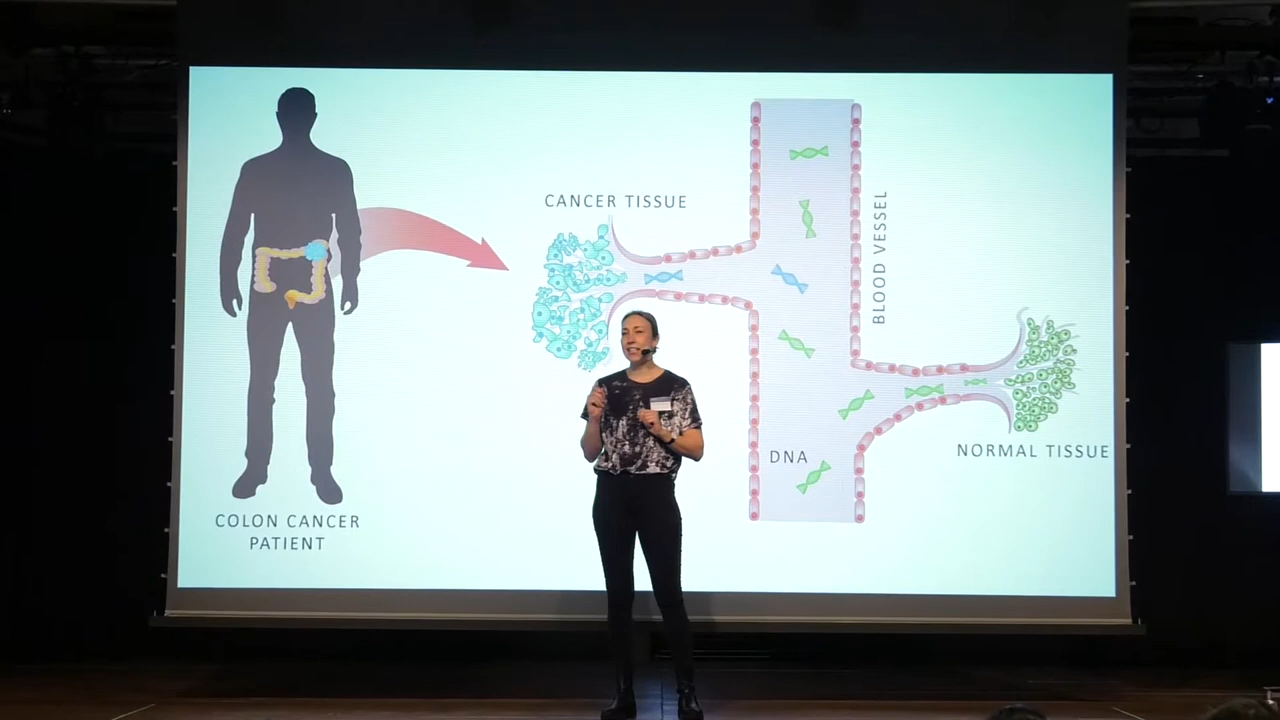 CANCER TISSUE
BLOOD VESSEL
DNA
NORMAL TISSUE
COLON CANCER
PATIENT